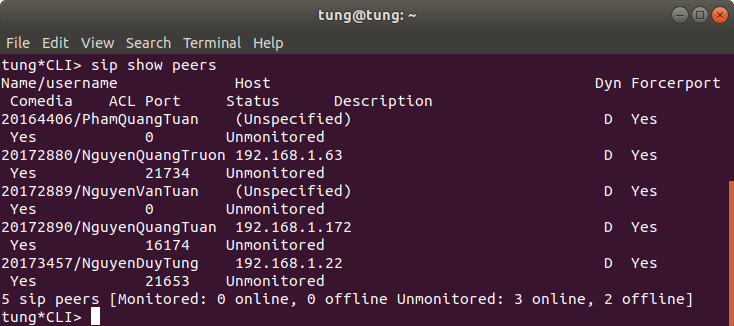 tung@tung: ~
File Edit View Search Terminal Help
tung*CLI> sip show peers
Name/username             Host                                    Dyn Forcerport
 Comedia    ACL Port     Status      Description
20164406/PhamQuangTuan    (Unspecified)                            D  Yes
 Yes            0        Unmonitored
20172880/NguyenQuangTruon 192.168.1.63                             D  Yes
 Yes            21734    Unmonitored
20172889/NguyenVanTuan    (Unspecified)                            D  Yes
 Yes            0        Unmonitored
20172890/NguyenQuangTuan  192.168.1.172                            D  Yes
 Yes            16174    Unmonitored
20173457/NguyenDuyTung    192.168.1.22                             D  Yes
 Yes            21653    Unmonitored
5 sip peers [Monitored: 0 online, 0 offline Unmonitored: 3 online, 2 offline]
tung*CLI>